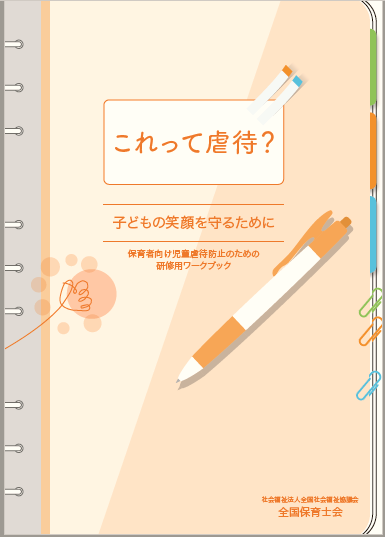 これって虐待？
子どもの笑顔を守るために
保育者向け児童虐待防止のための
研修用ワークブック
社会福祉法人全国社会福祉協議会
全国保育士会